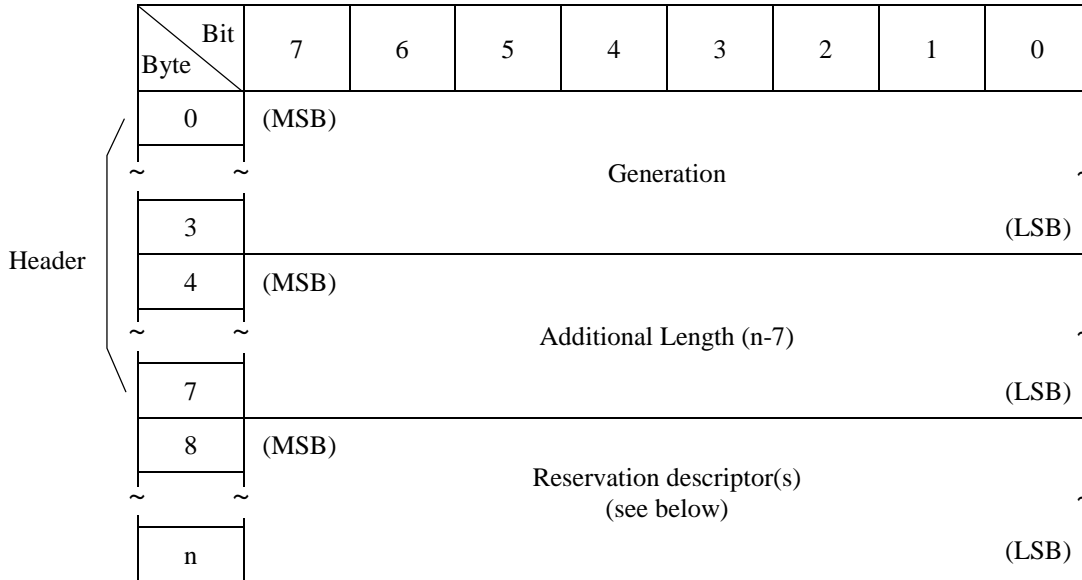 Bit
Byte 7 6 5 4 3 2 1 0
0 (MSB)
~ ~ Generation ~
3 (LSB)
Header
4 (MSB)
~ ~ Additional Length (n-7) ~
7 (LSB)
8 (MSB)
Reservation descriptor(s)
~ ~ (see below) ~
n (LSB)